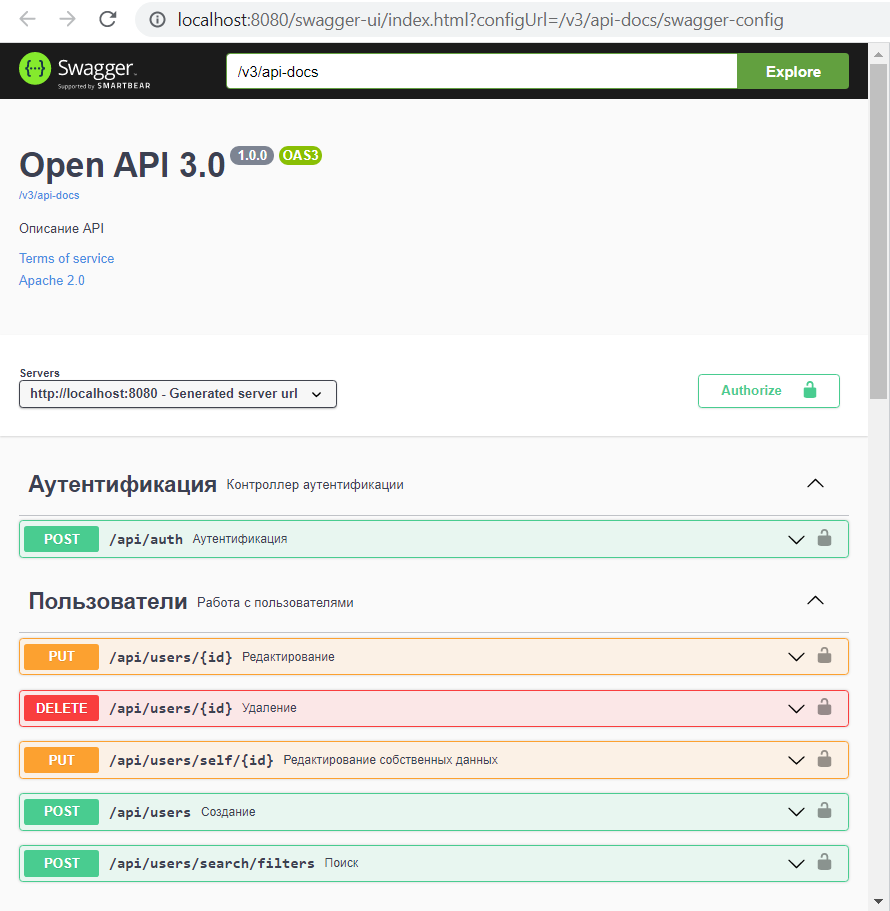 localhost:8080/swagger-ui/index.html?configUrl=/v3/api-docs/swagger-config
Swagger
Supported by SMARTBEAR
/v3/api-docs
Explore
Open API 3.0 1.0.0 OAS3
/v3/api-docs
Описание API
Terms of service
Apache 2.0
Servers
http://localhost:8080 - Generated server url
Authorize
Аутентификация Контроллер аутентификации
POST /api/auth Аутентификация
Пользователи Работа с пользователями
PUT /api/users/{id} Редактирование
DELETE /api/users/{id} Удаление
PUT /api/users/self/{id} Редактирование собственных данных
POST /api/users Создание
POST /api/users/search/filters Поиск